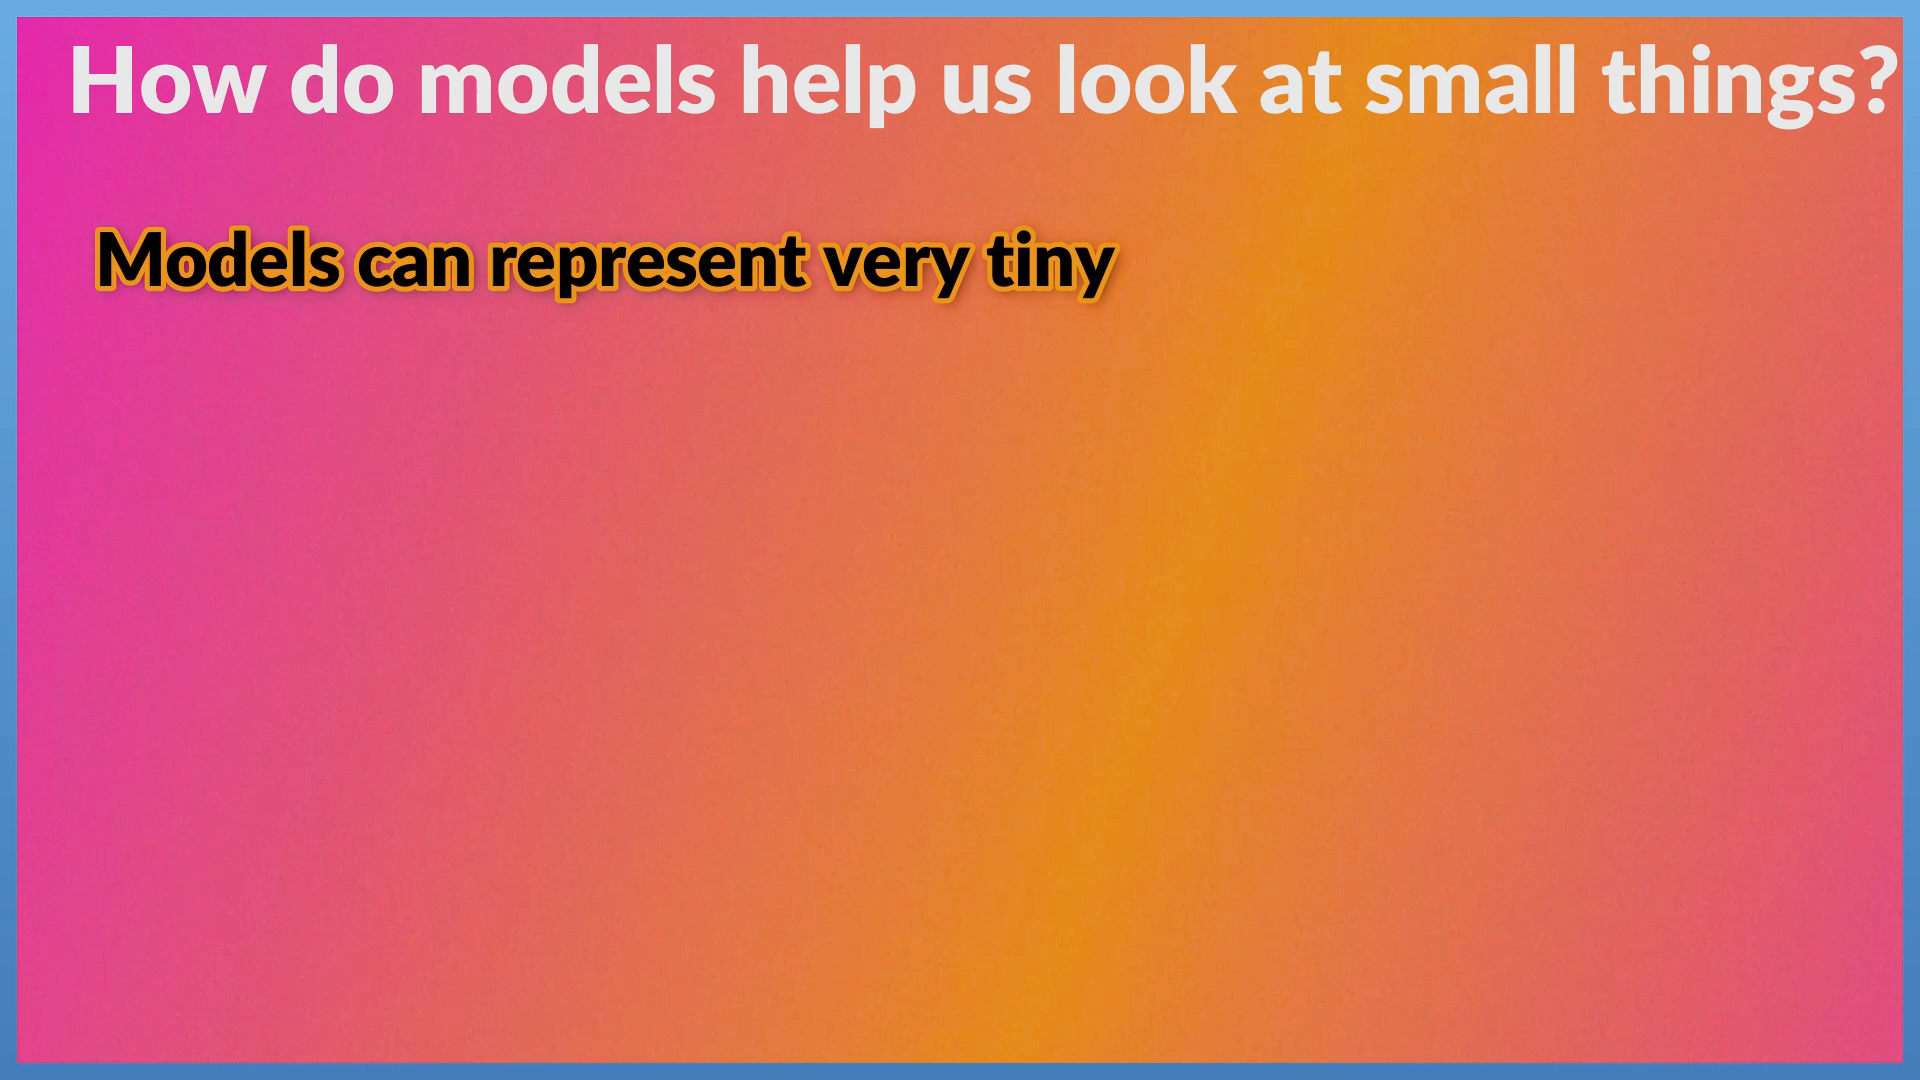 How do models help us look at small things?
Models can represent very tiny